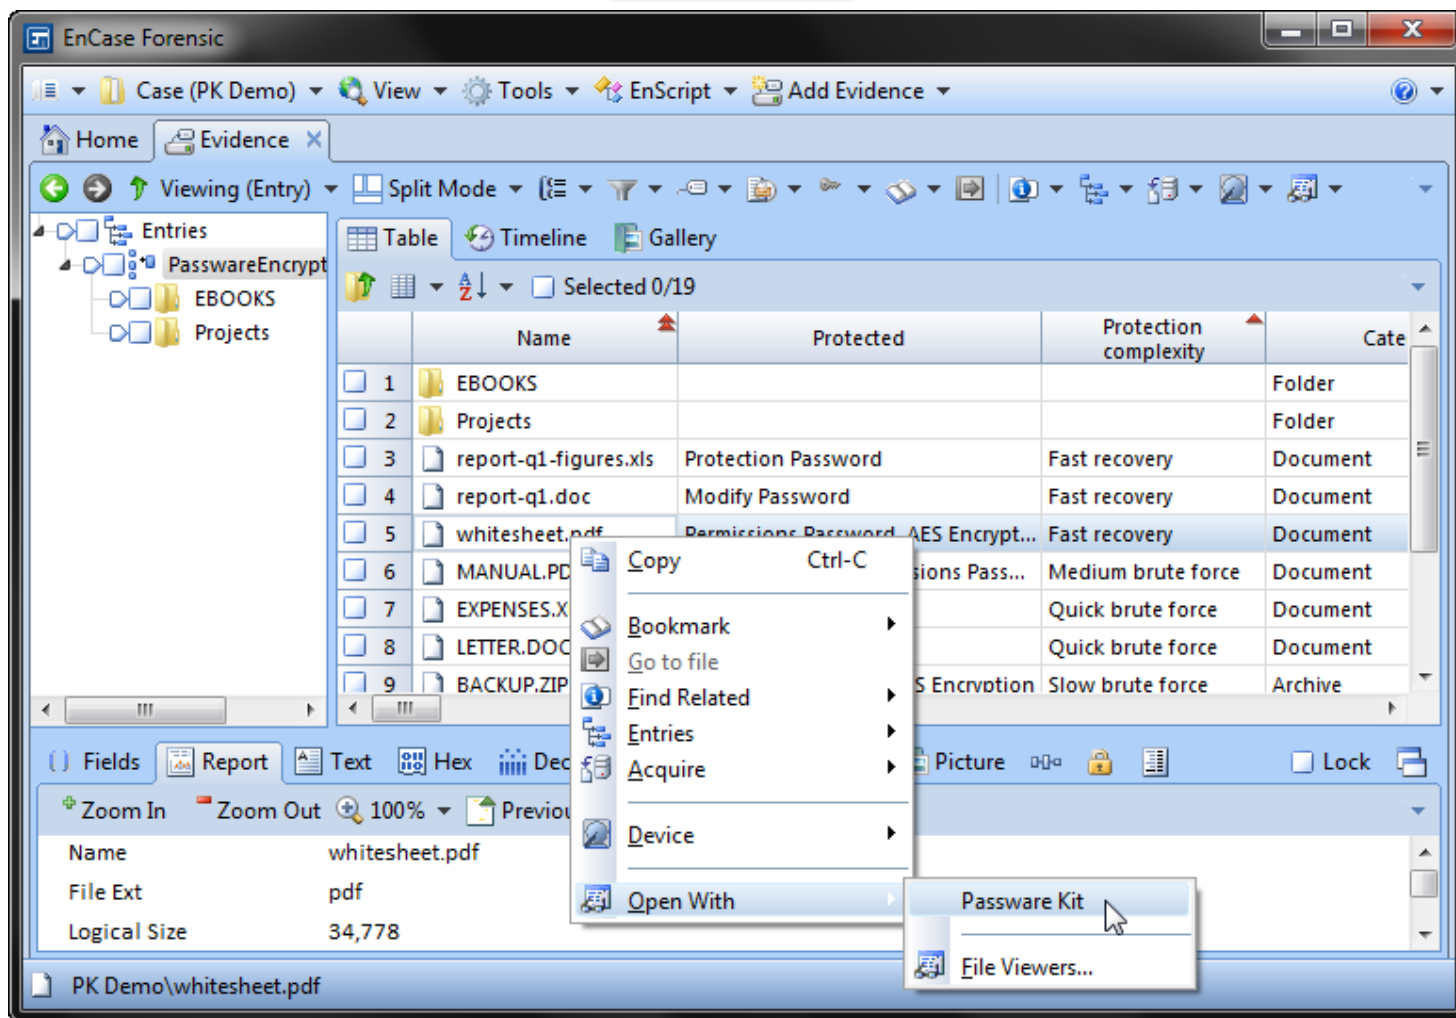 EnCase Forensic
Case (PK Demo) View Tools EnScript Add Evidence
Home Evidence
Viewing (Entry) Split Mode
Entries
PasswareEncrypt
EBOOKS
Projects
Table Timeline Gallery
Selected 0/19
Name Protected Protection complexity Cate
1 EBOOKS Folder
2 Projects Folder
3 report-q1-figures.xls Protection Password Fast recovery Document
4 report-q1.doc Modify Password Fast recovery Document
5 whitesheet.pdf Permissions Password, AES Encrypt... Fast recovery Document
6 MANUAL.PD sions Pass... Medium brute force Document
7 EXPENSES.X Quick brute force Document
8 LETTER.DOC Quick brute force Document
9 BACKUP.ZIP S Encryption Slow brute force Archive
Copy Ctrl-C
Bookmark
Go to file
Find Related
Entries
Acquire
Device
Open With
Passware Kit
File Viewers...
Fields Report Text Hex Dec Picture Lock
Zoom In Zoom Out 100% Previou
Name whitesheet.pdf
File Ext pdf
Logical Size 34,778
PK Demo\whitesheet.pdf